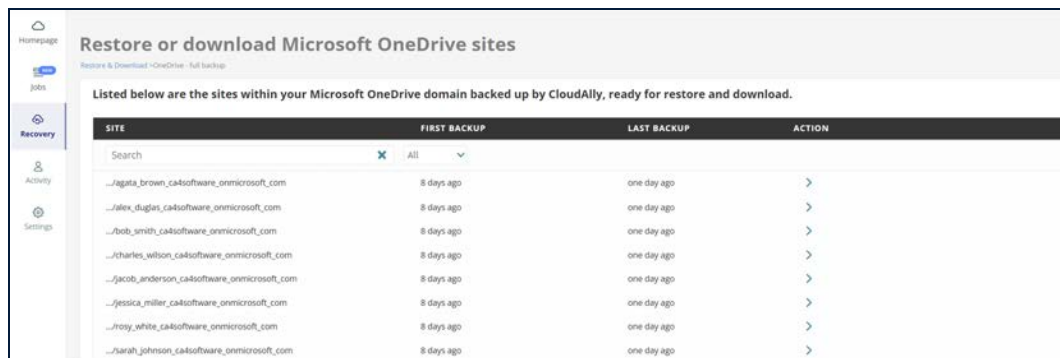 Homepage
NEW
Jobs
Recovery
Activity
Settings
Restore or download Microsoft OneDrive sites
Restore & Download >OneDrive - full backup
Listed below are the sites within your Microsoft OneDrive domain backed up by CloudAlly, ready for restore and download.
SITE FIRST BACKUP LAST BACKUP ACTION
Search All
.../agata_brown_ca4software_onmicrosoft_com 8 days ago one day ago
.../alex_duglas_ca4software_onmicrosoft_com 8 days ago one day ago
.../bob_smith_ca4software_onmicrosoft_com 8 days ago one day ago
.../charles_wilson_ca4software_onmicrosoft_com 8 days ago one day ago
.../jacob_anderson_ca4software_onmicrosoft_com 8 days ago one day ago
.../jessica_miller_ca4software_onmicrosoft_com 8 days ago one day ago
.../rosy_white_ca4software_onmicrosoft_com 8 days ago one day ago
.../sarah_johnson_ca4software_onmicrosoft_com 8 days ago one day ago